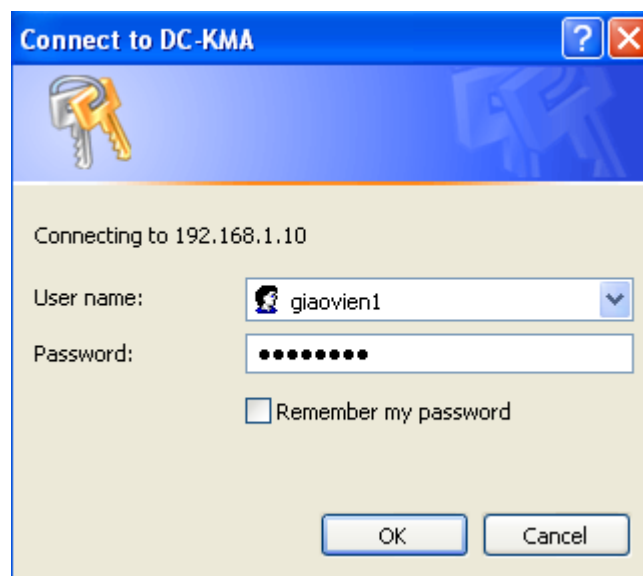 Connect to DC-KMA
Connecting to 192.168.1.10
User name:
giaovien1
Password:
●●●●●●●●
Remember my password
OK
Cancel